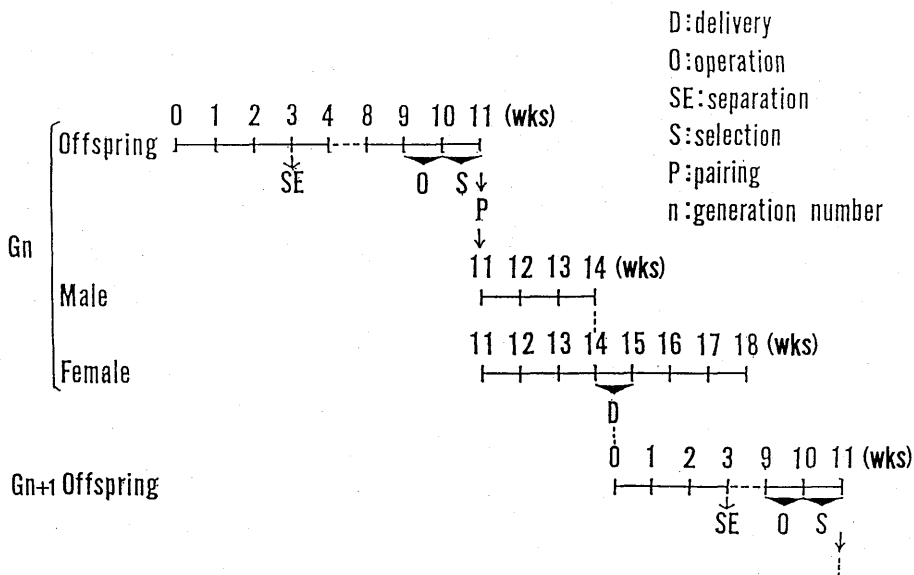 D:delivery
O:operation
SE:separation
S:selection
P:pairing
n:generation number
0 1 2 3 4 8 9 10 11 (wks)
Offspring
SE O S
P
Gn
11 12 13 14 (wks)
Male
11 12 13 14 15 16 17 18 (wks)
Female
D
0 1 2 3 9 10 11 (wks)
Gn+1 Offspring
SE O S